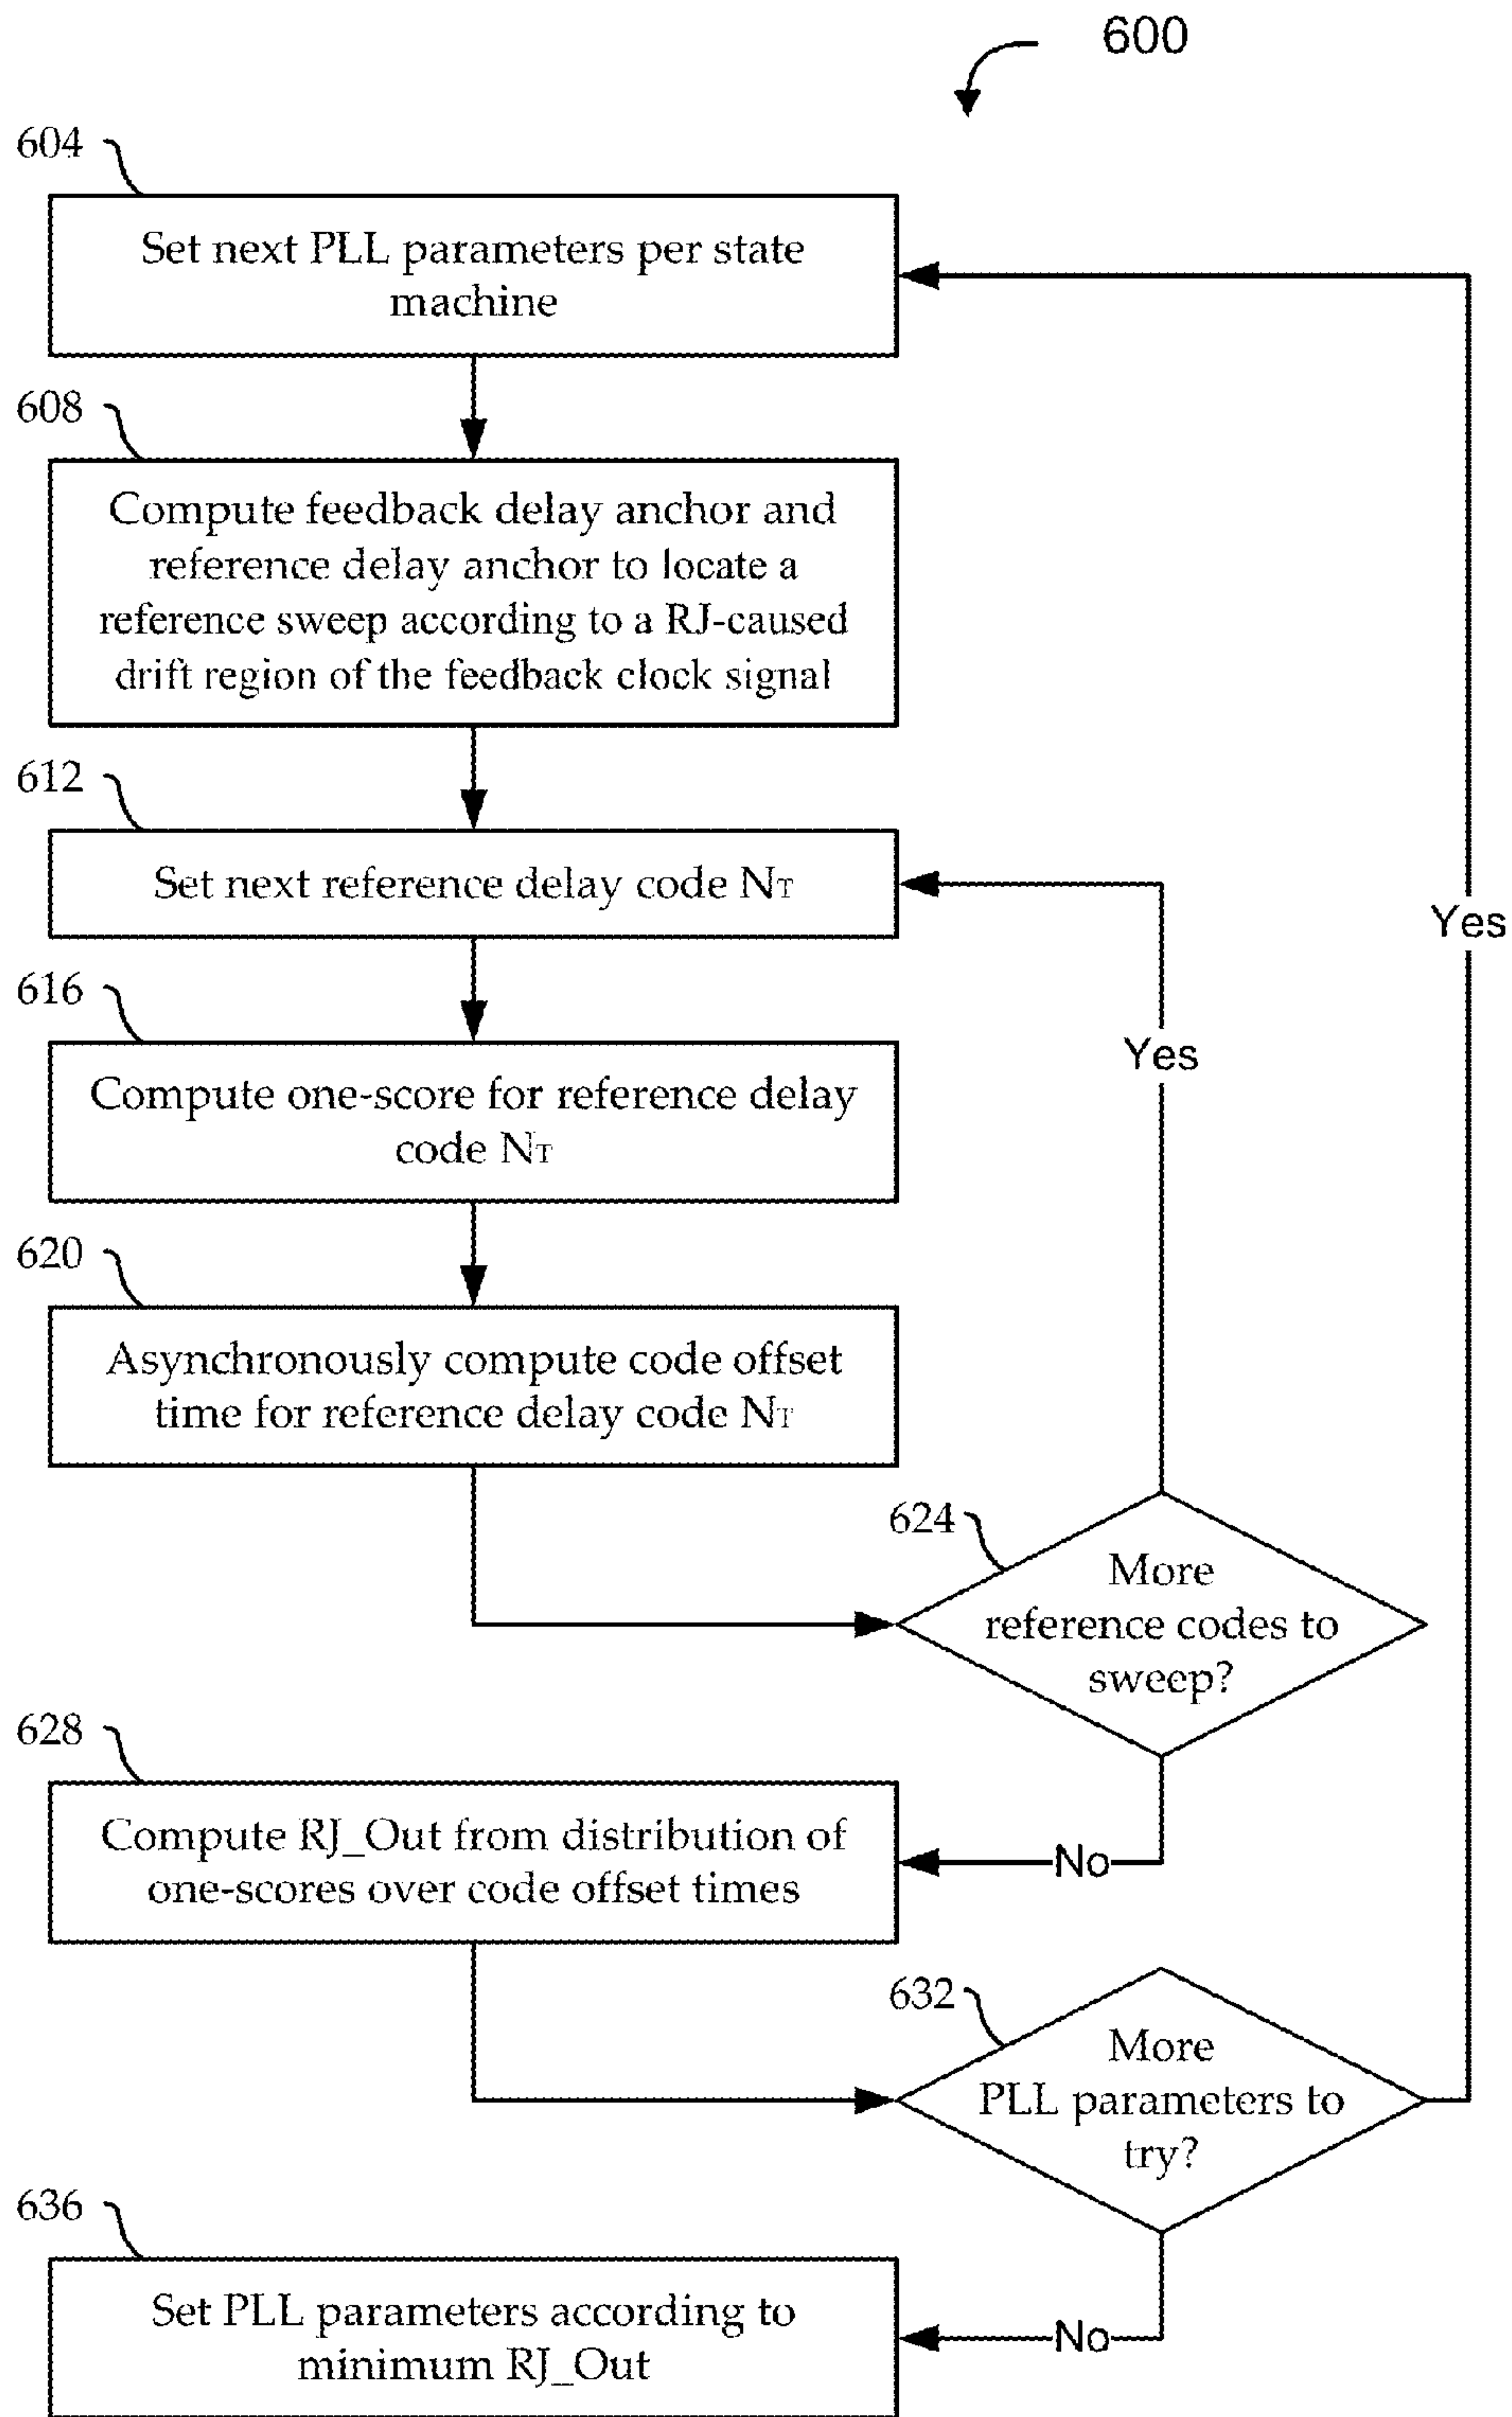 600
604
Set next PLL parameters per state
machine
608
Compute feedback delay anchor and
reference delay anchor to locate a
reference sweep according to a RJ-caused
drift region of the feedback clock signal
612
Set next reference delay code NT
Yes
616
Yes
Compute one-score for reference delay
code NT
620
Asynchronously compute code offset
time for reference delay code NT
624
More
reference codes to
sweep?
628
Compute RJ_Out from distribution of
one-scores over code offset times
No
632
More
PLL parameters to
try?
636
Set PLL parameters according to
minimum RJ_Out
No